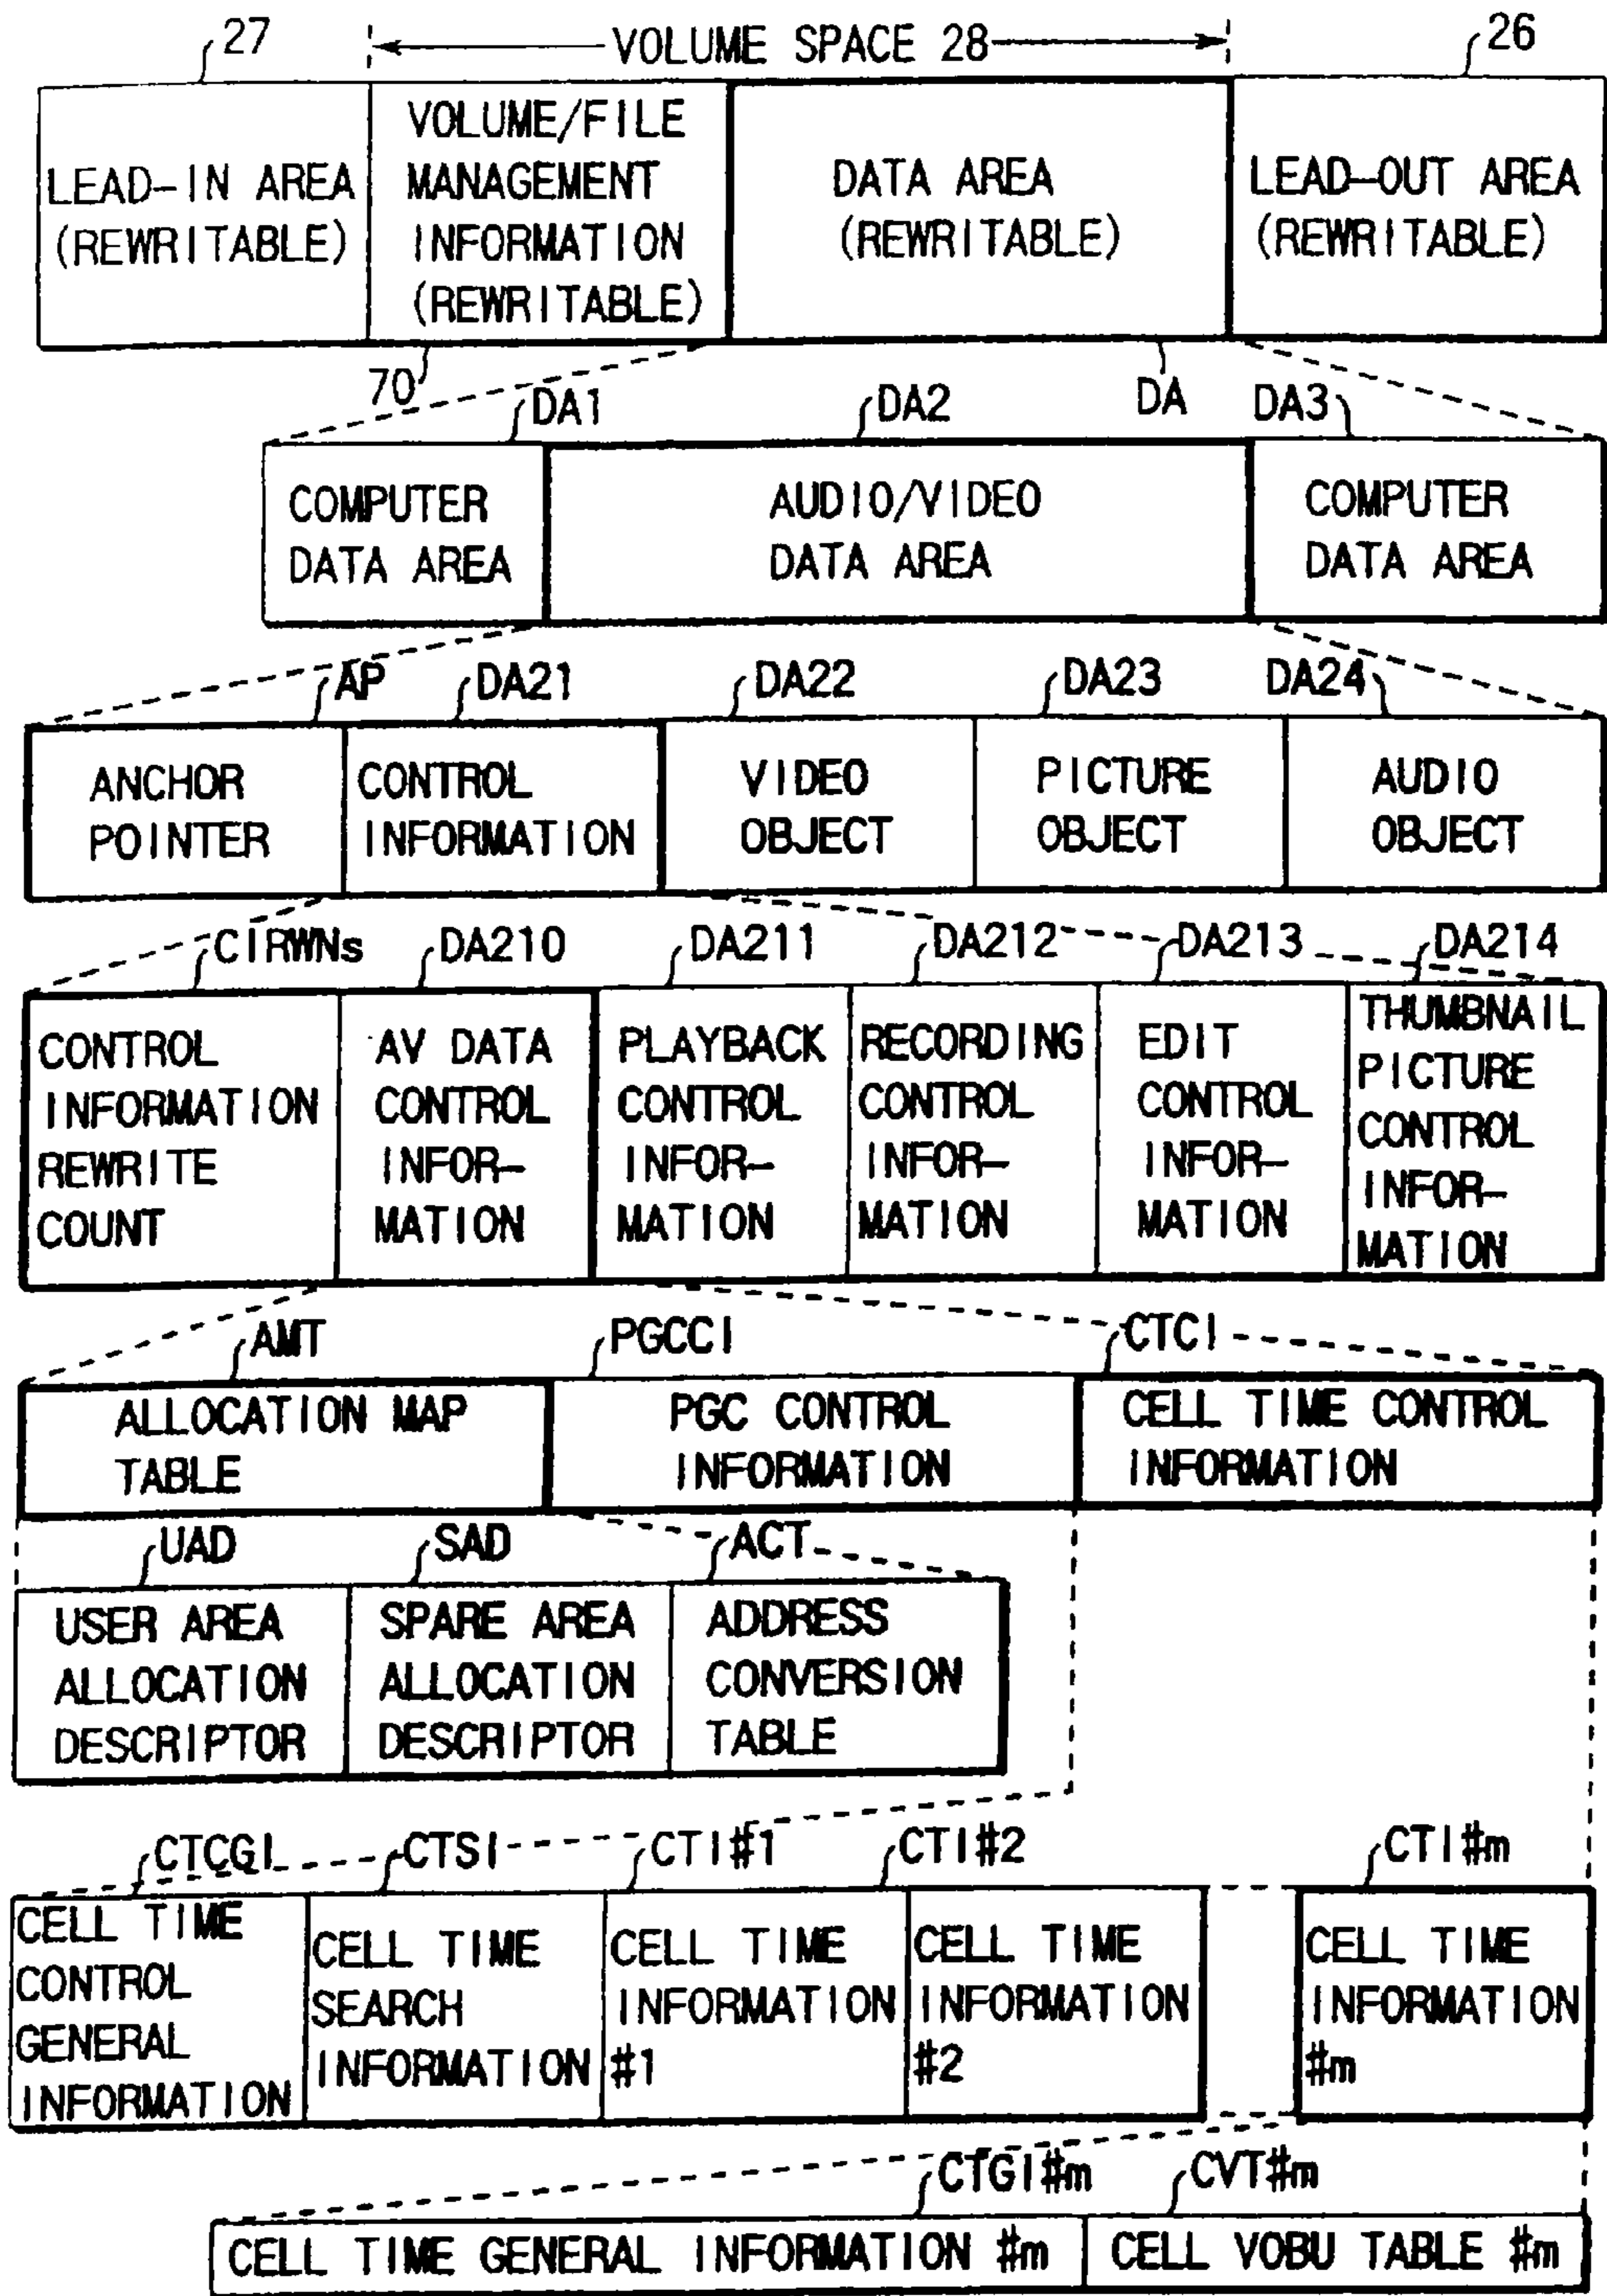 27
VOLUME SPACE 28
26
LEAD-IN AREA
(REWRITABLE)
VOLUME/FILE
MANAGEMENT
INFORMATION
(REWRITABLE)
DATA AREA
(REWRITABLE)
LEAD-OUT AREA
(REWRITABLE)
70
DA
DA1
DA2
DA3
COMPUTER
DATA AREA
AUDIO/VIDEO
DATA AREA
COMPUTER
DATA AREA
AP
DA21
DA22
DA23
DA24
ANCHOR
POINTER
CONTROL
INFORMATION
VIDEO
OBJECT
PICTURE
OBJECT
AUDIO
OBJECT
CIRWNs
DA210
DA211
DA212
DA213
DA214
CONTROL
INFORMATION
REWRITE
COUNT
AV DATA
CONTROL
INFOR-
MATION
PLAYBACK
CONTROL
INFOR-
MATION
RECORDING
CONTROL
INFOR-
MATION
EDIT
CONTROL
INFOR-
MATION
THUMBNAIL
PICTURE
CONTROL
INFOR-
MATION
AMT
PGCCI
CTCI
ALLOCATION MAP
TABLE
PGC CONTROL
INFORMATION
CELL TIME CONTROL
INFORMATION
UAD
SAD
ACT
USER AREA
ALLOCATION
DESCRIPTOR
SPARE AREA
ALLOCATION
DESCRIPTOR
ADDRESS
CONVERSION
TABLE
CTCGI
CTSI
CTI#1
CTI#2
CTI#m
CELL TIME
CONTROL
GENERAL
INFORMATION
CELL TIME
SEARCH
INFORMATION
CELL TIME
INFORMATION
#1
CELL TIME
INFORMATION
#2
CELL TIME
INFORMATION
#m
CTGI#m
CVT#m
CELL TIME GENERAL INFORMATION #m
CELL VOBU TABLE #m